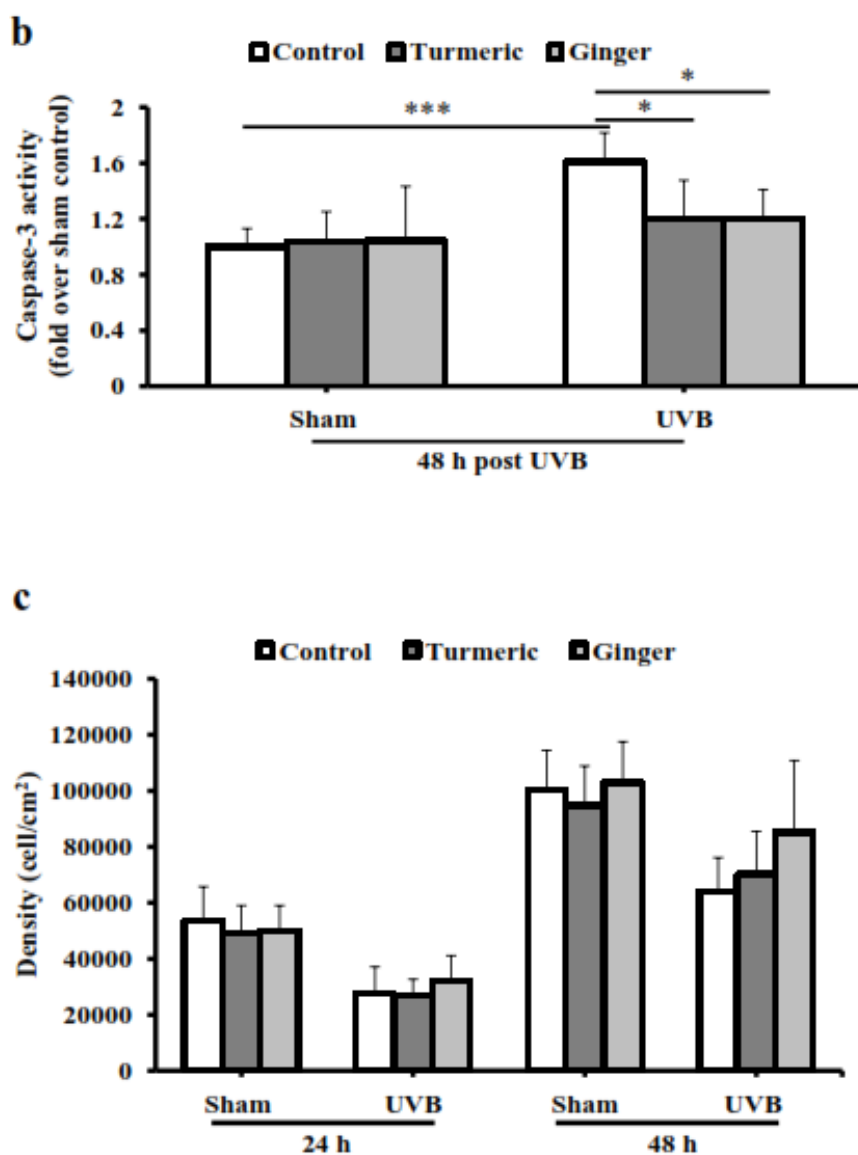 b
Control Turmeric Ginger
*
*** *
Caspase-3 activity
(fold over sham control)
2
1.6
1.2
0.8
0.4
0
Sham UVB
48 h post UVB
c
Control Turmeric Ginger
Density (cell/cm²)
140000
120000
100000
80000
60000
40000
20000
0
Sham UVB Sham UVB
24 h 48 h